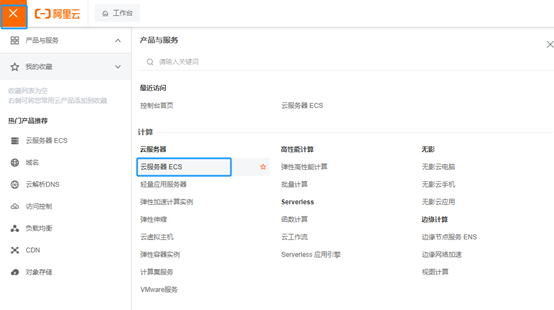 阿里云
工作台
产品与服务
我的收藏
收藏列表为空
右侧可将您常用云产品添加到收藏
热门产品推荐
云服务器 ECS
域名
云解析DNS
访问控制
负载均衡
CDN
对象存储
产品与服务
请输入关键词
最近访问
控制台首页
云服务器 ECS
计算
云服务器
云服务器 ECS
轻量应用服务器
弹性加速计算实例
弹性伸缩
云虚拟主机
弹性容器实例
计算巢服务
VMware服务
高性能计算
弹性高性能计算
批量计算
Serverless
函数计算
云工作流
Serverless 应用引擎
无影
无影云电脑
无影云手机
无影云应用
边缘计算
边缘节点服务 ENS
边缘网络加速
视图计算